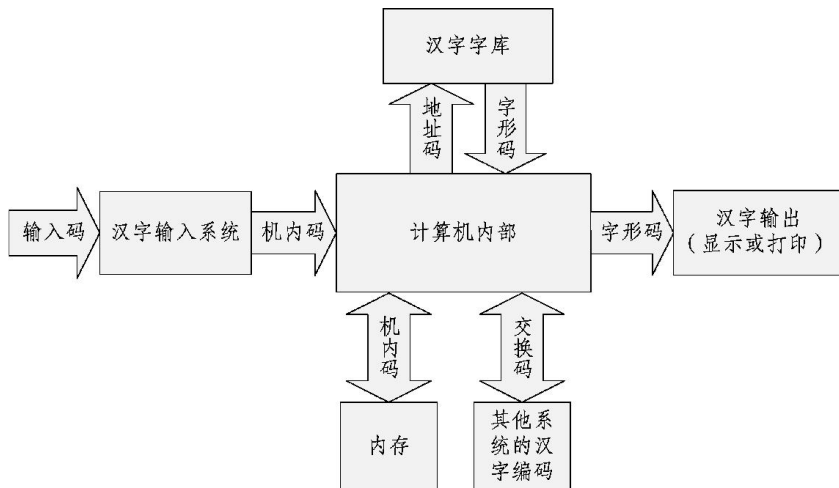 汉字字库
地址码
字形码
输入码
汉字输入系统
机内码
计算机内部
字形码
汉字输出
(显示或打印)
机内码
交换码
内存
其他系
统的汉
字编码